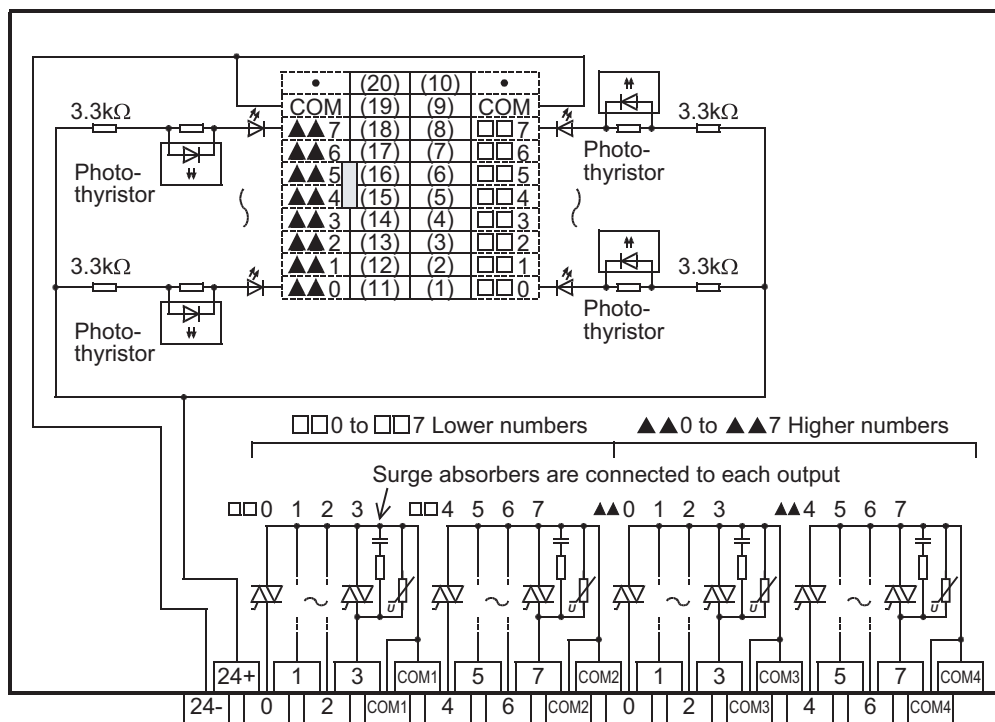 • (20) (10) •
COM (19) (9) COM
▲▲7 (18) (8) □□7
▲▲6 (17) (7) □□6
▲▲5 (16) (6) □□5
▲▲4 (15) (5) □□4
▲▲3 (14) (4) □□3
▲▲2 (13) (3) □□2
▲▲1 (12) (2) □□1
▲▲0 (11) (1) □□0
3.3kΩ
Photo-
thyristor
3.3kΩ
Photo-
thyristor
3.3kΩ
Photo-
thyristor
3.3kΩ
Photo-
thyristor
□□0 to □□7 Lower numbers ▲▲0 to ▲▲7 Higher numbers
Surge absorbers are connected to each output
□□0 1 2 3 □□4 5 6 7 ▲▲0 1 2 3 ▲▲4 5 6 7
U U U U
24+ 1 3 COM1 5 7 COM2 1 3 COM3 5 7 COM4
24- 0 2 COM1 4 6 COM2 0 2 COM3 4 6 COM4